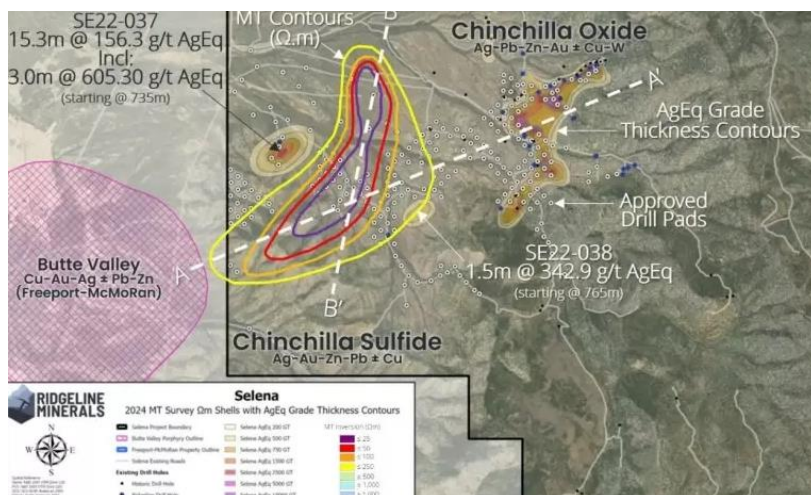 SE22-037
15.3m @ 156.3 g/t AgEq
Incl:
3.0m @ 605.30 g/t AgEq
(starting @ 735m)
MT Contours
(Ω.m)
B
Chinchilla Oxide
Ag-Pb-Zn-Au ± Cu-W
A'
AgEq Grade
Thickness Contours
Approved
Drill Pads
SE22-038
1.5m @ 342.9 g/t AgEq
(starting @ 765m)
Butte Valley
Cu-Au-Ag ± Pb-Zn
(Freeport-McMoRan)
A
B'
Chinchilla Sulfide
Ag-Au-Zn-Pb ± Cu
RIDGELINE
MINERALS
N
W
E
S
Selena
2024 MT Survey Ωm Shells with AgEq Grade Thickness Contours
Selena Project Boundary
Butte Valley Porphyry Outline
Freeport-McMoRan Property Outline
Selena Existing Roads
Existing Drill Holes
Historic Drill Hole
Selena AgEq 200 GT
Selena AgEq 500 GT
Selena AgEq 750 GT
Selena AgEq 1500 GT
Selena AgEq 2500 GT
Selena AgEq 5000 GT
≤ 25
≤ 50
≤ 100
≤ 250
≤ 500
≤ 1,000